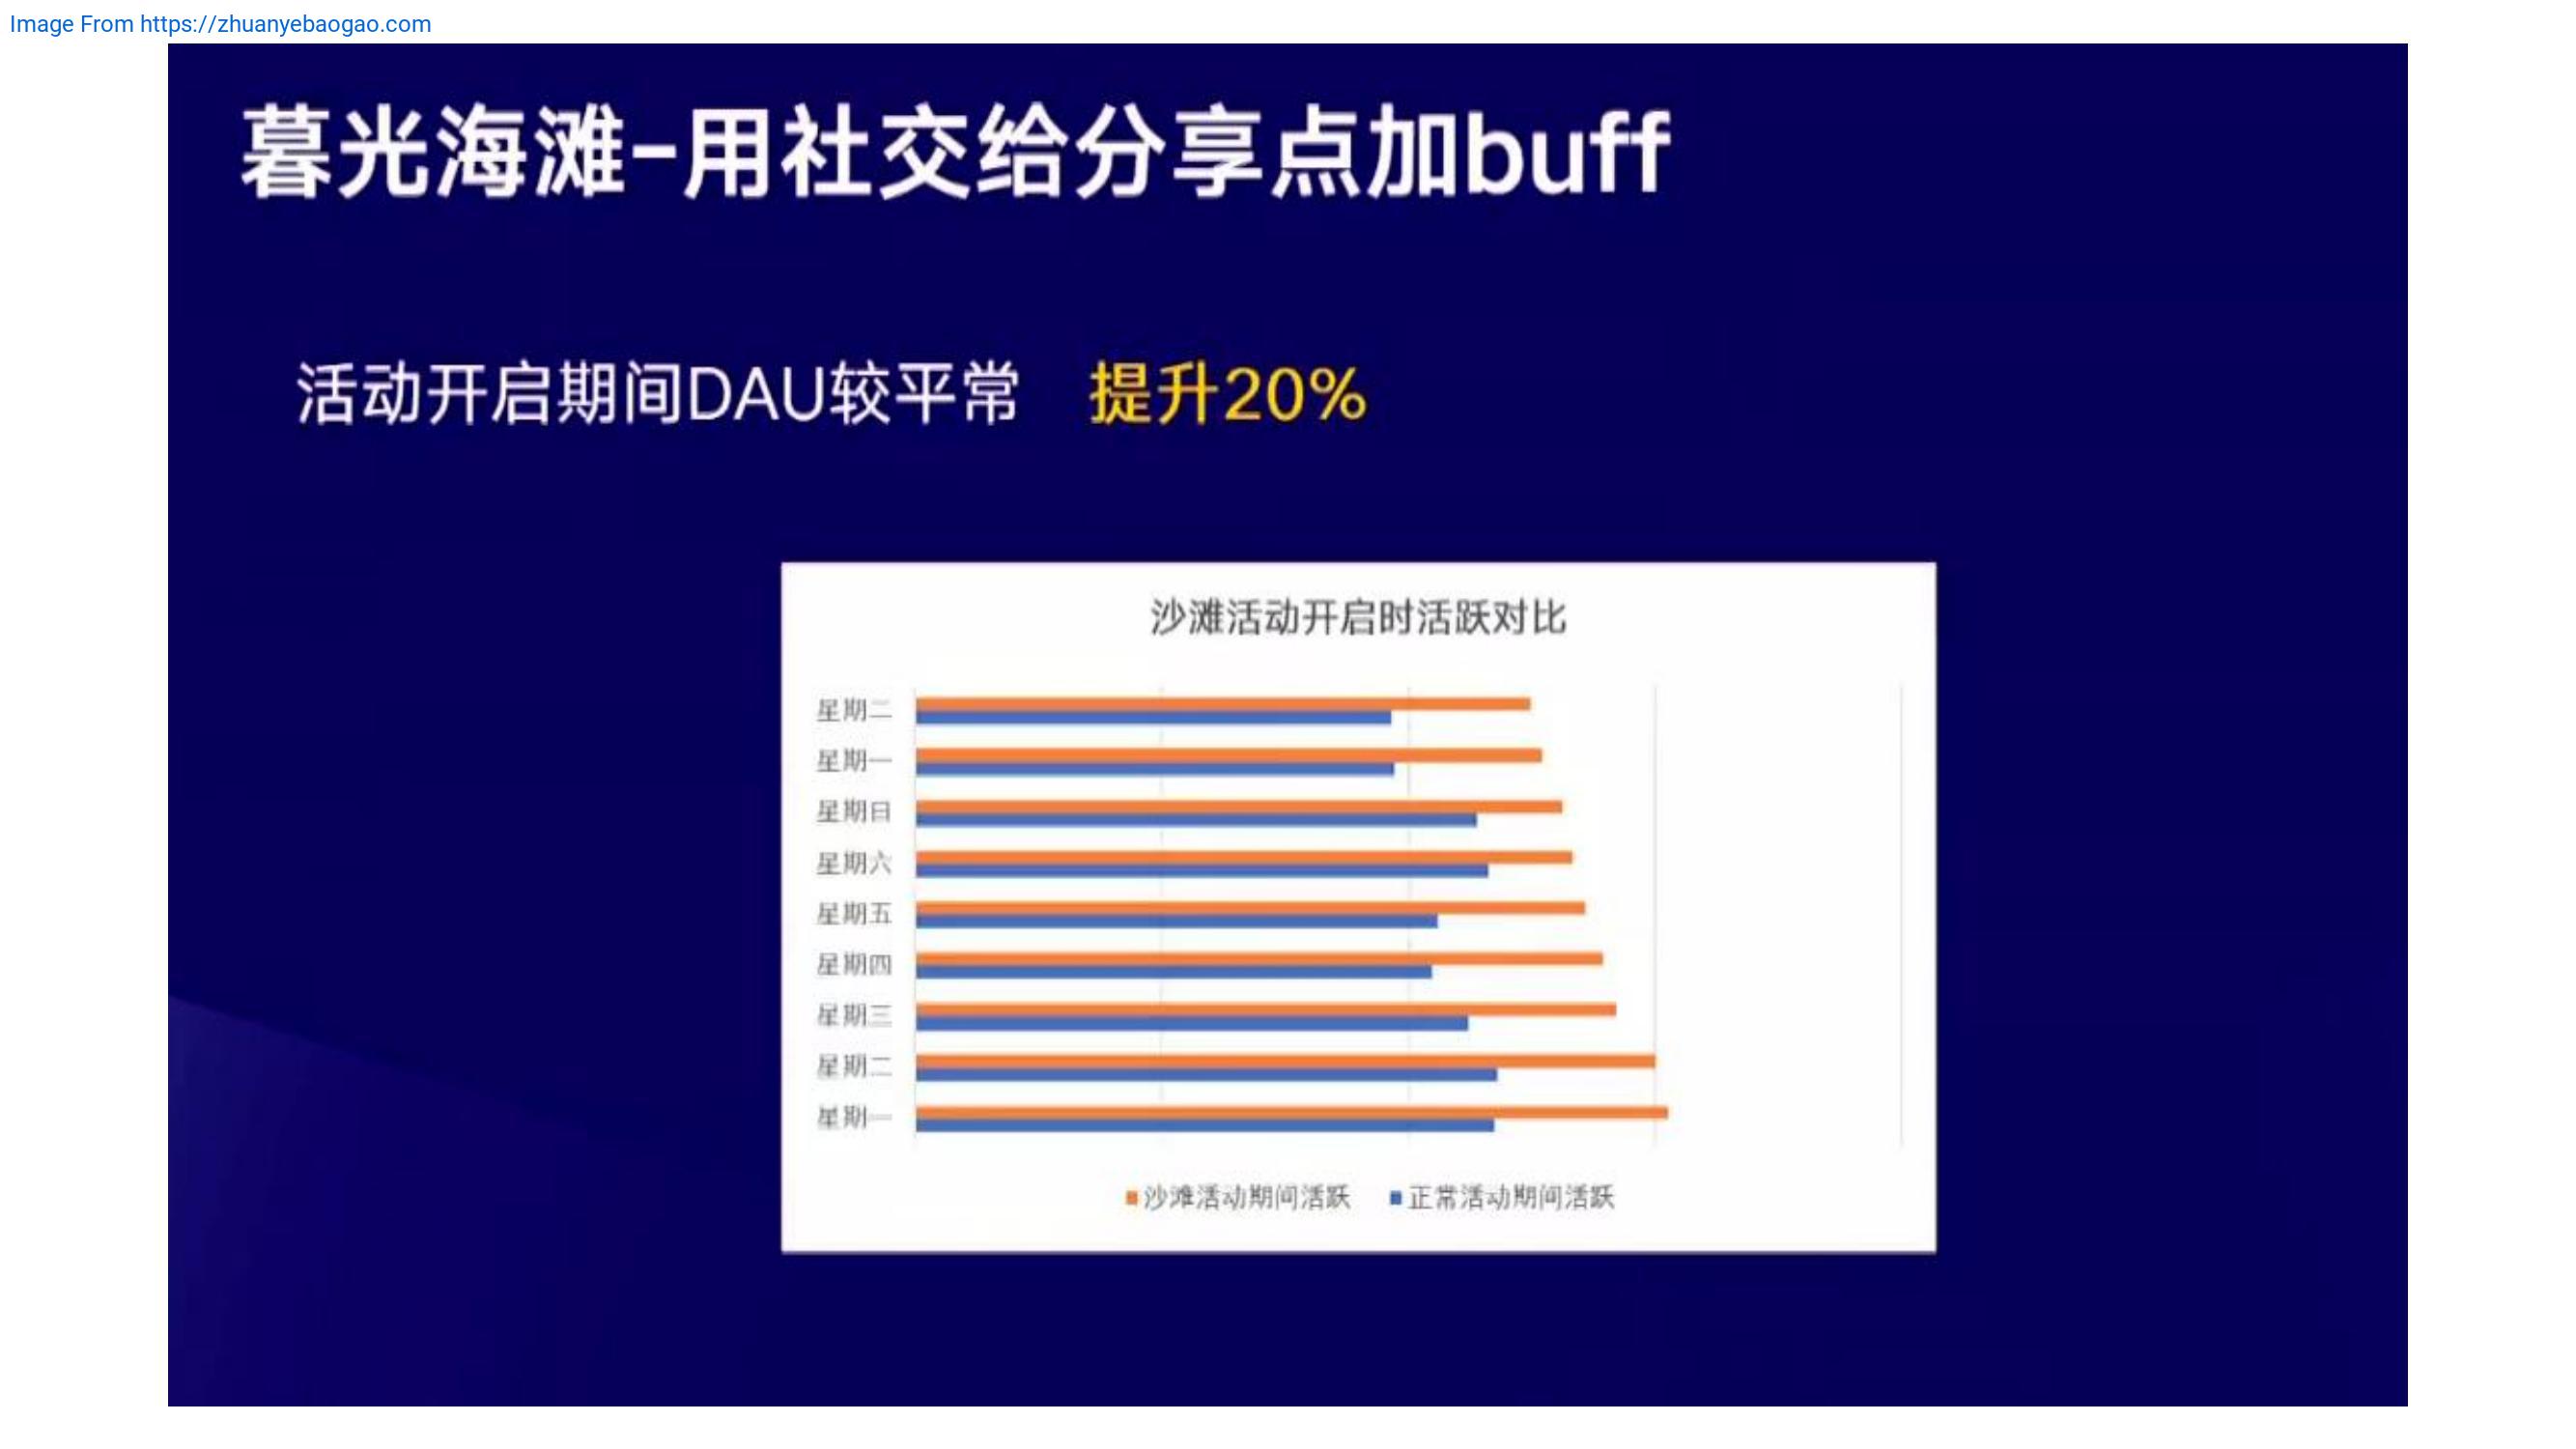 Image From https://zhuanyebaogao.com
暮光海滩-用社交给分享点加buff
活动开启期间DAU较平常 提升20%
沙滩活动开启时活跃对比
星期二
星期一
星期日
星期六
星期五
星期四
星期三
星期二
星期一
沙滩活动期间活跃 正常活动期间活跃